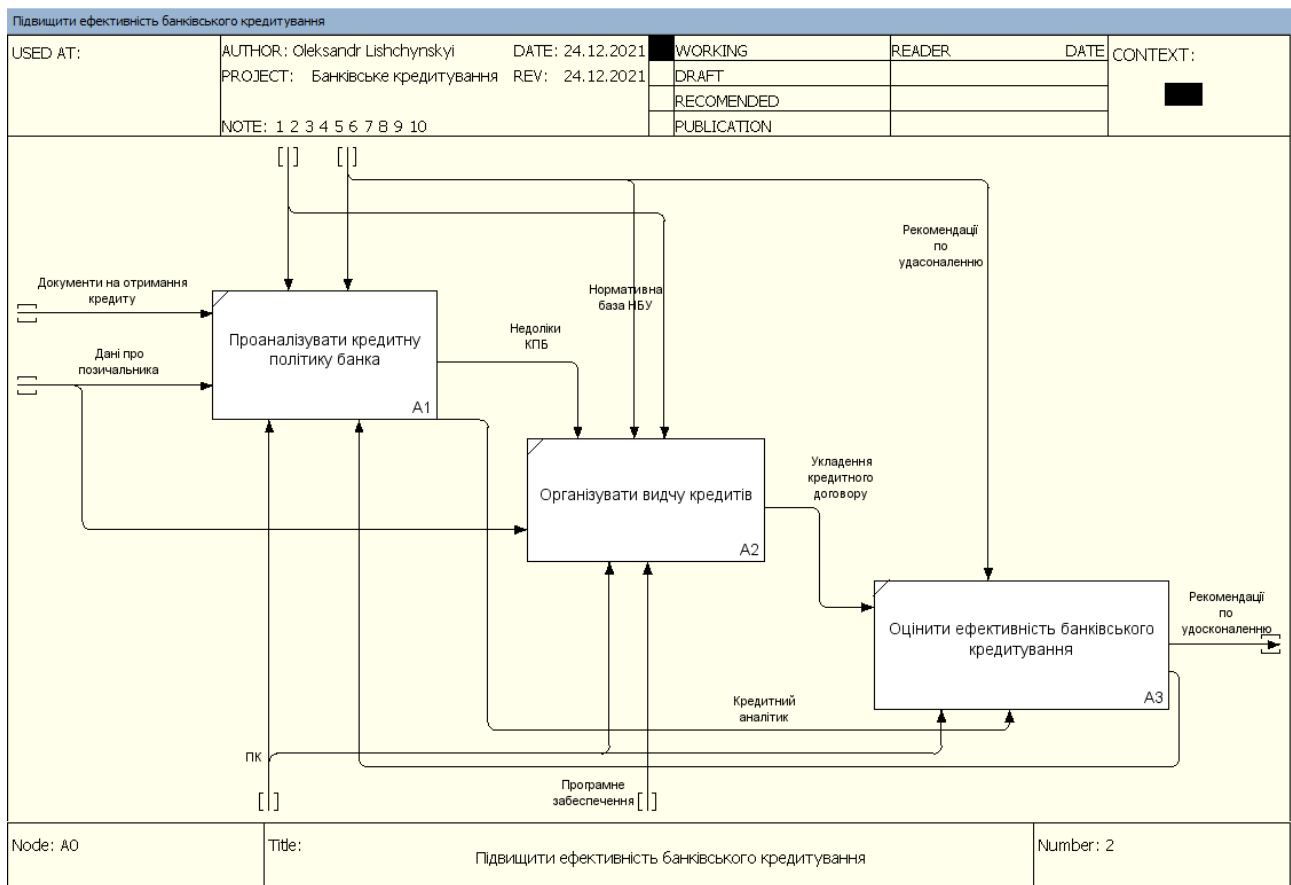 Підвищити ефективність банківського кредитування
USED AT:
AUTHOR: Oleksandr Lishchynskyi
DATE: 24.12.2021
PROJECT: Банківське кредитування
REV: 24.12.2021
NOTE: 1 2 3 4 5 6 7 8 9 10
WORKING
DRAFT
RECOMENDED
PUBLICATION
READER
DATE
CONTEXT:
Рекомендації
по
удасоналенню
Документи на отримання
кредиту
Нормативна
база НБУ
Проаналізувати кредитну
політику банка
A1
Недоліки
КПБ
Дані про
позичальника
Укладення
кредитного
договору
Організувати видчу кредитів
A2
Рекомендації
по
удосконаленню
Оцінити ефективність банківського
кредитування
A3
Кредитний
аналітик
ПК
Програмне
забеспечення
Node: A0
Title:
Підвищити ефективність банківського кредитування
Number: 2